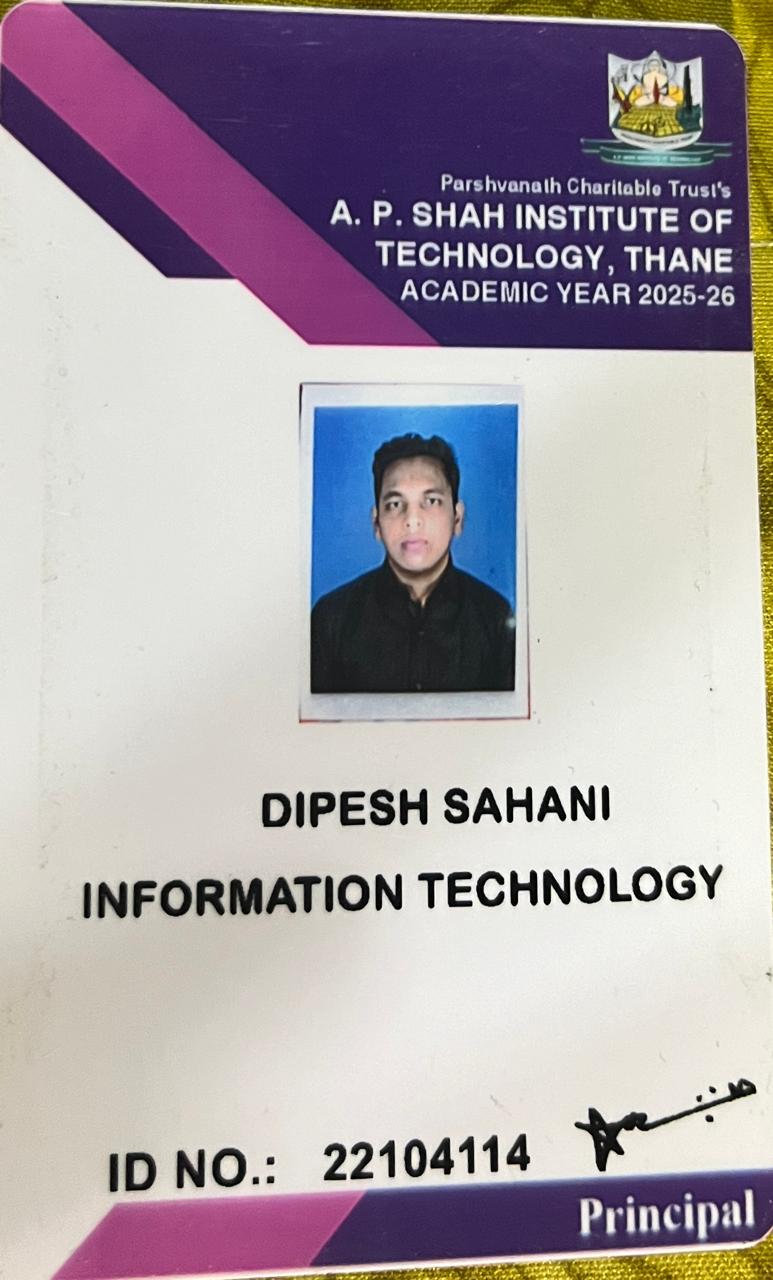 Parshvanath Charitable Trust's
A. P. SHAH INSTITUTE OF
TECHNOLOGY, THANE
ACADEMIC YEAR 2025-26
DIPESH SAHANI
INFORMATION TECHNOLOGY
ID NO.: 22104114
Principal